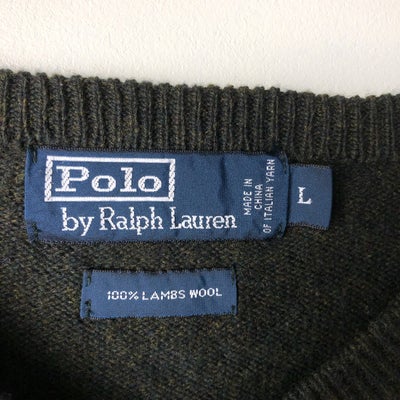 Polo
by Ralph Lauren
MADE IN
CHINA
OF ITALIAN YARN
L
100% LAMBS WOOL